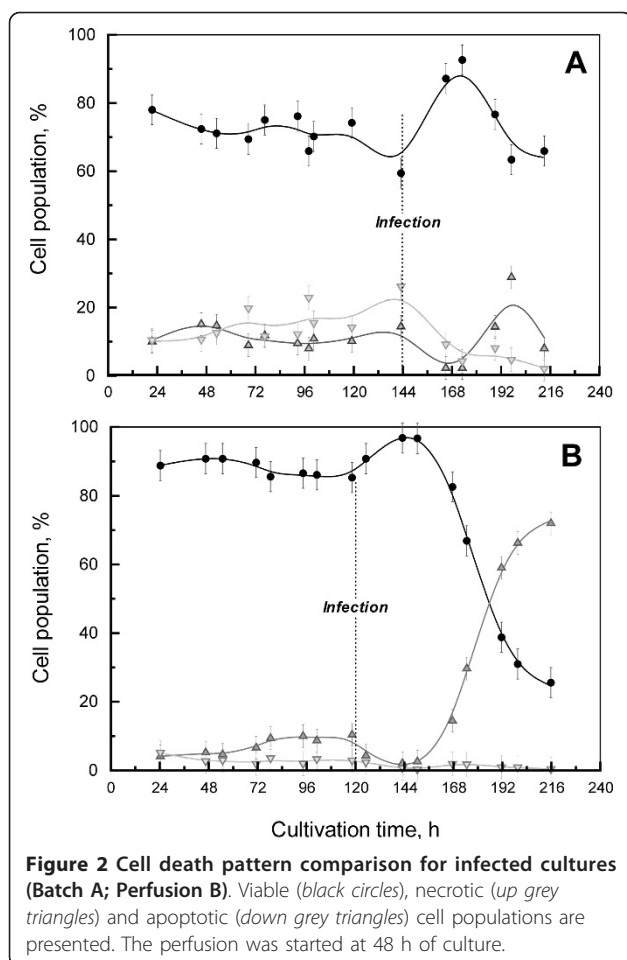 A
Cell population, %
100
80
60
40
20
0
Infection
0 24 48 72 96 120 144 168 192 216 240
B
Cell population, %
100
80
60
40
20
0
Infection
0 24 48 72 96 120 144 168 192 216 240
Cultivation time, h
Figure 2 Cell death pattern comparison for infected cultures
(Batch A; Perfusion B). Viable (black circles), necrotic (up grey
triangles) and apoptotic (down grey triangles) cell populations are
presented. The perfusion was started at 48 h of culture.